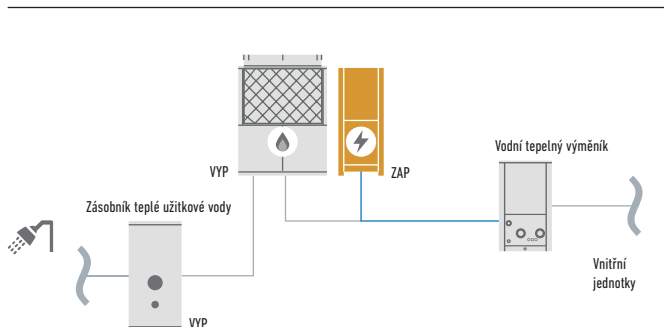 Vodní tepelný výměník
VYP
ZAP
Zásobník teplé užitkové vody
Vnitřní
jednotky
VYP